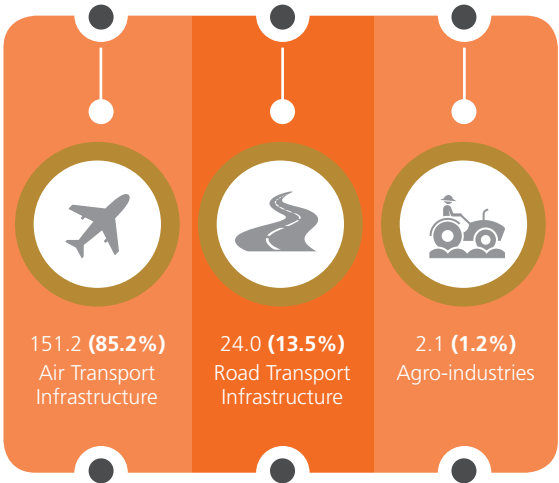 151.2 (85.2%)
Air Transport
Infrastructure
24.0 (13.5%)
Road Transport
Infrastructure
2.1 (1.2%)
Agro-industries